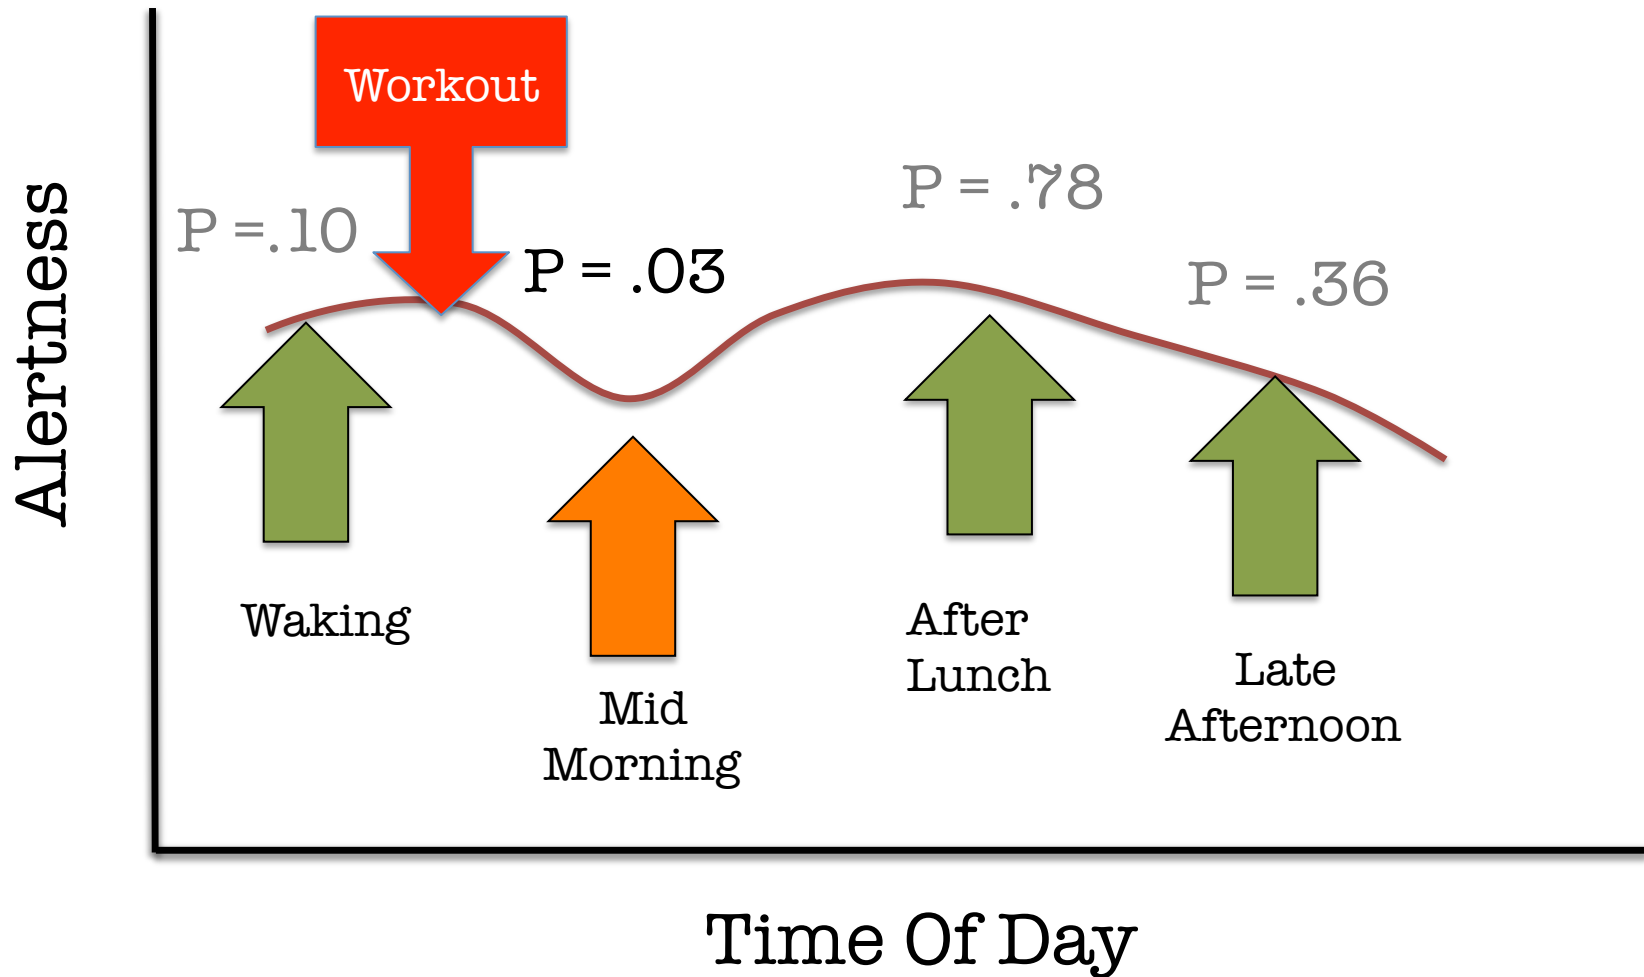 Workout
Alertness
P =.10
P = .03
P = .78
P = .36
Waking
Mid
Morning
After
Lunch
Late
Afternoon
Time Of Day